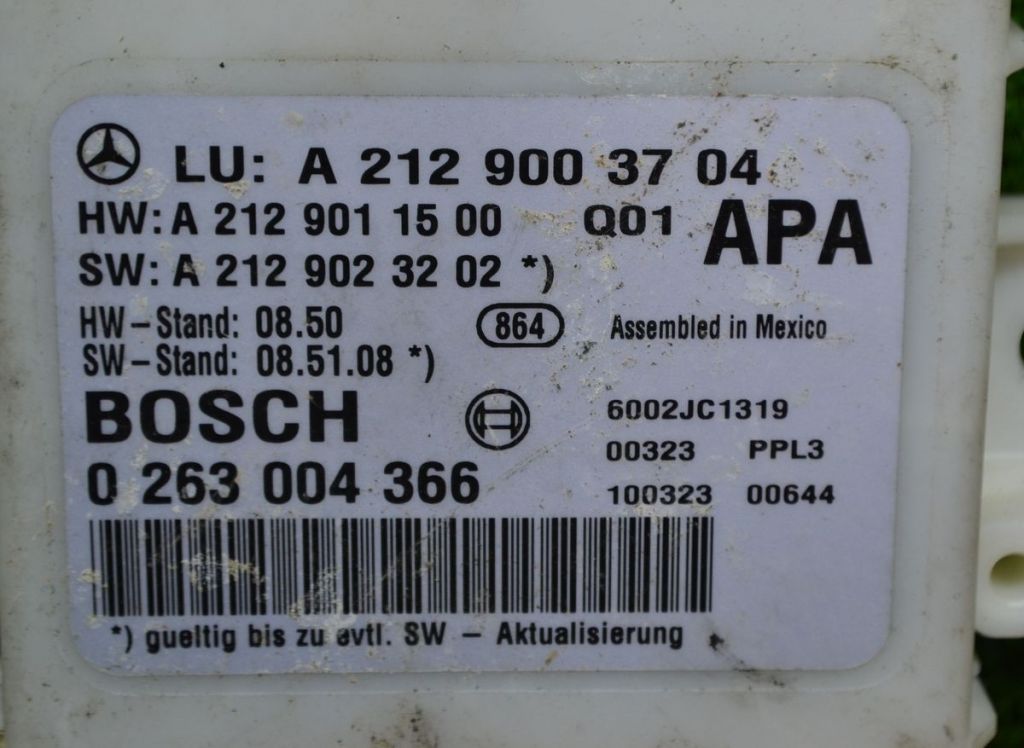 LU: A 212 900 37 04
HW: A 212 901 15 00 Q01 APA
SW: A 212 902 32 02 *)
HW – Stand: 08.50 864 Assembled in Mexico
SW – Stand: 08.51.08 *)
BOSCH 6002JC1319
00323 PPL3
0 263 004 366 100323 00644
*) gueltig bis zu evtl. SW – Aktualisierung